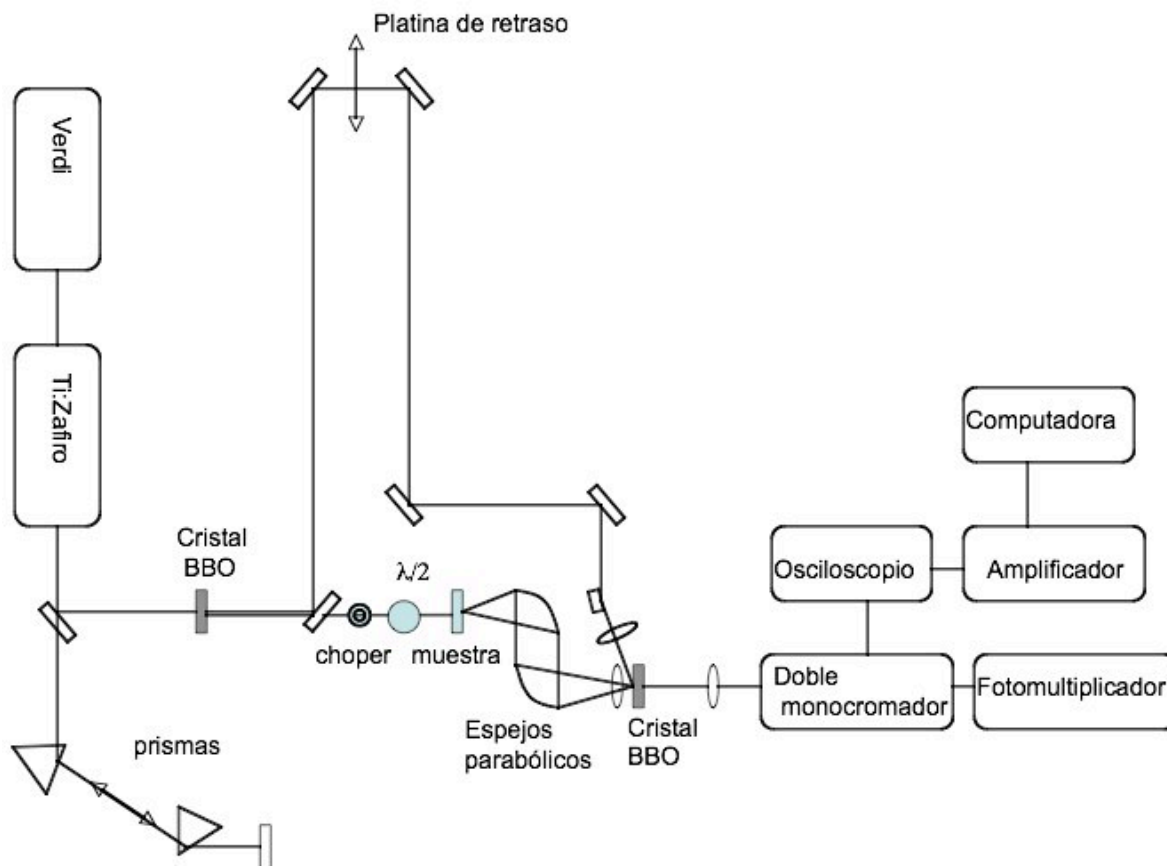 Platina de retraso
Verdi
Ti:Zafiro
Cristal
BBO
λ/2
choper
muestra
Espejos
parabólicos
Cristal
BBO
prismas
Computadora
Osciloscopio
Amplificador
Doble
monocromador
Fotomultiplicador